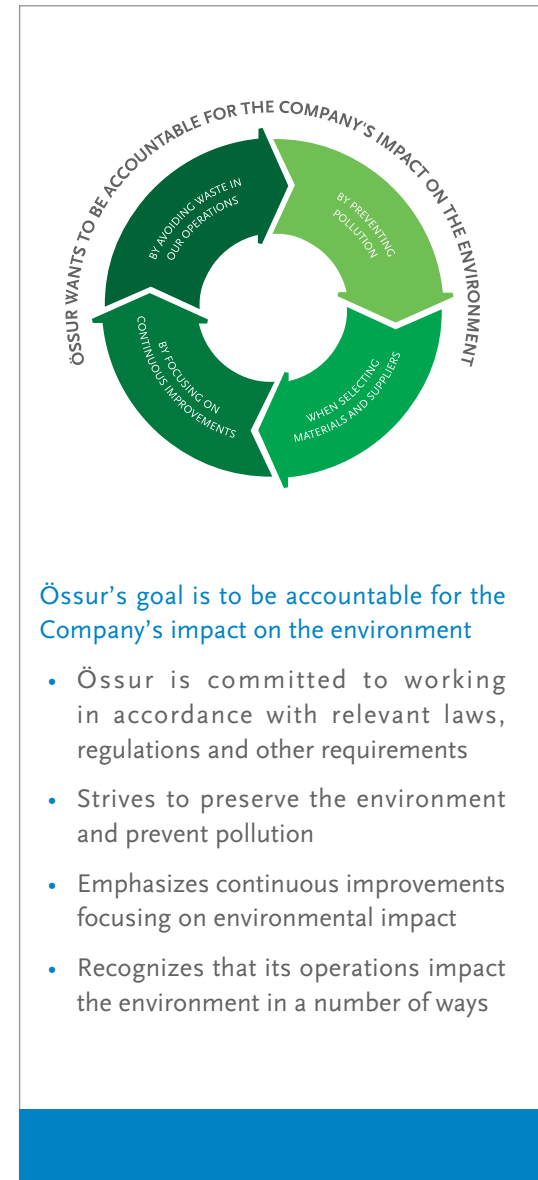 ÖSSUR WANTS TO BE ACCOUNTABLE FOR THE COMPANY'S IMPACT ON THE ENVIRONMENT
BY AVOIDING WASTE IN
OUR OPERATIONS
BY PREVENTING
POLLUTION
WHEN SELECTING
MATERIALS AND SUPPLIERS
BY FOCUSING ON
CONTINUOUS IMPROVEMENTS
Össur’s goal is to be accountable for the
Company’s impact on the environment
• Össur is committed to working
in accordance with relevant laws,
regulations and other requirements
• Strives to preserve the environment
and prevent pollution
• Emphasizes continuous improvements
focusing on environmental impact
• Recognizes that its operations impact
the environment in a number of ways